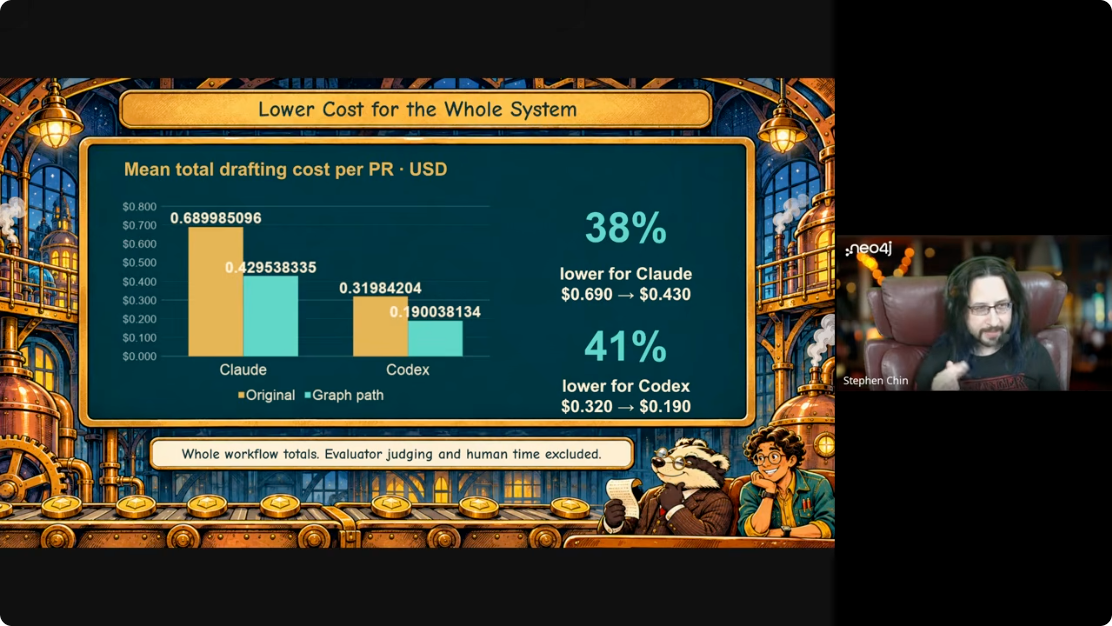 Lower Cost for the Whole System
Mean total drafting cost per PR · USD
$0.800
$0.700
$0.600
$0.500
$0.400
$0.300
$0.200
$0.100
$0.000
0.689985096
0.429538335
0.31984204
0.190038134
Claude
Codex
Original
Graph path
38%
lower for Claude
$0.690 → $0.430
41%
lower for Codex
$0.320 → $0.190
Whole workflow totals. Evaluator judging and human time excluded.
neo4j
Stephen Chin